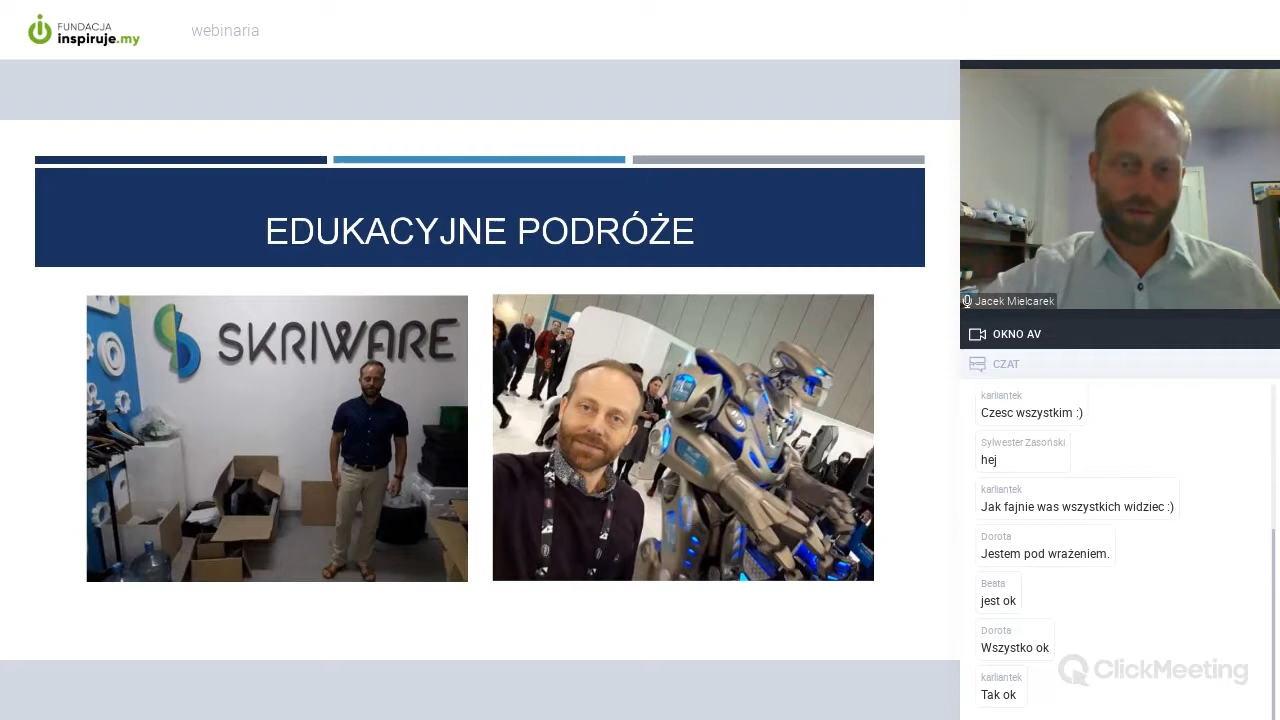 FUNDACJA
inspiruje.my
webinaria
EDUKACYJNE PODRÓŻE
SKRIWARE
Jacek Mielcarek
OKNO AV
CZAT
karliantek
Czesc wszystkim :)
Sylwester Zasoński
hej
karliantek
Jak fajnie was wszystkich widziec :)
Dorota
Jestem pod wrażeniem.
Beata
jest ok
Dorota
Wszystko ok
karliantek
Tak ok
ClickMeeting